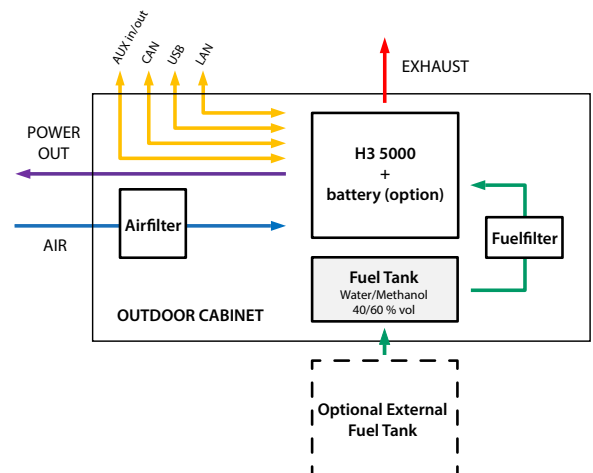 AUX in/out
CAN
USB
LAN
EXHAUST
POWER
OUT
H3 5000
+
battery (option)
Airfilter
AIR
Fuelfilter
Fuel Tank
Water/Methanol
40/60 % vol
OUTDOOR CABINET
Optional External
Fuel Tank